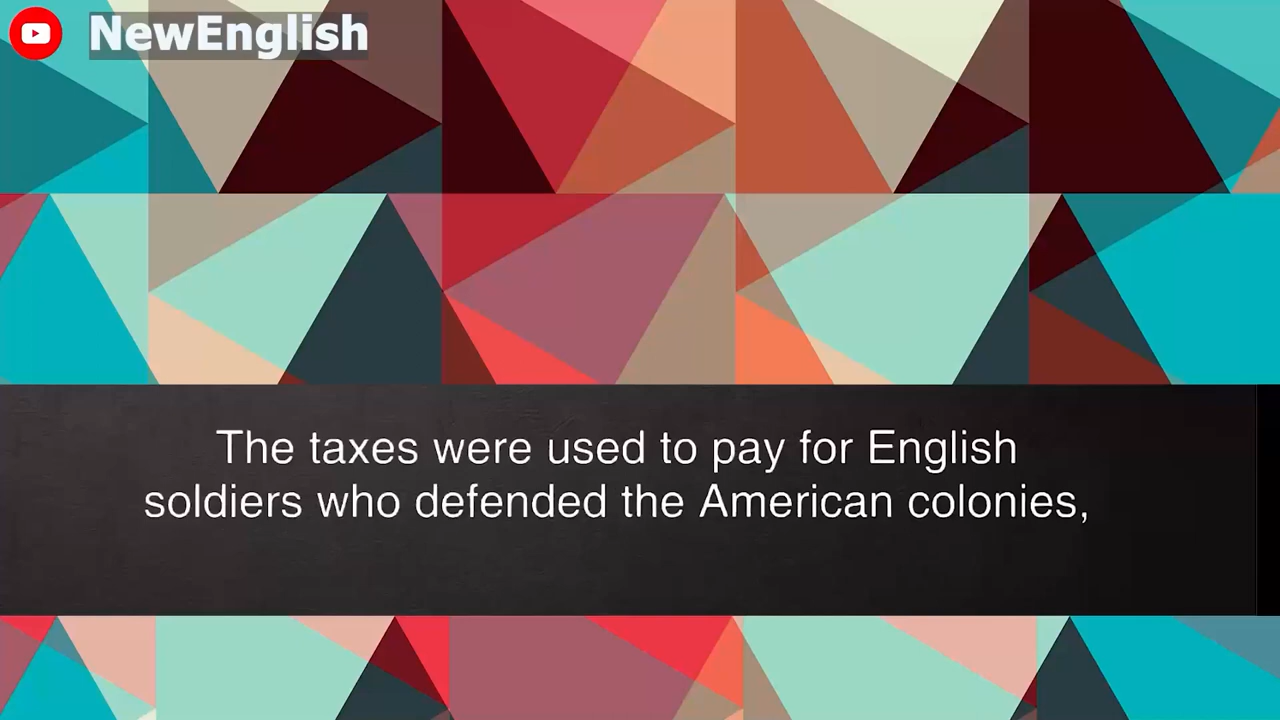 NewEnglish
The taxes were used to pay for English
soldiers who defended the American colonies,